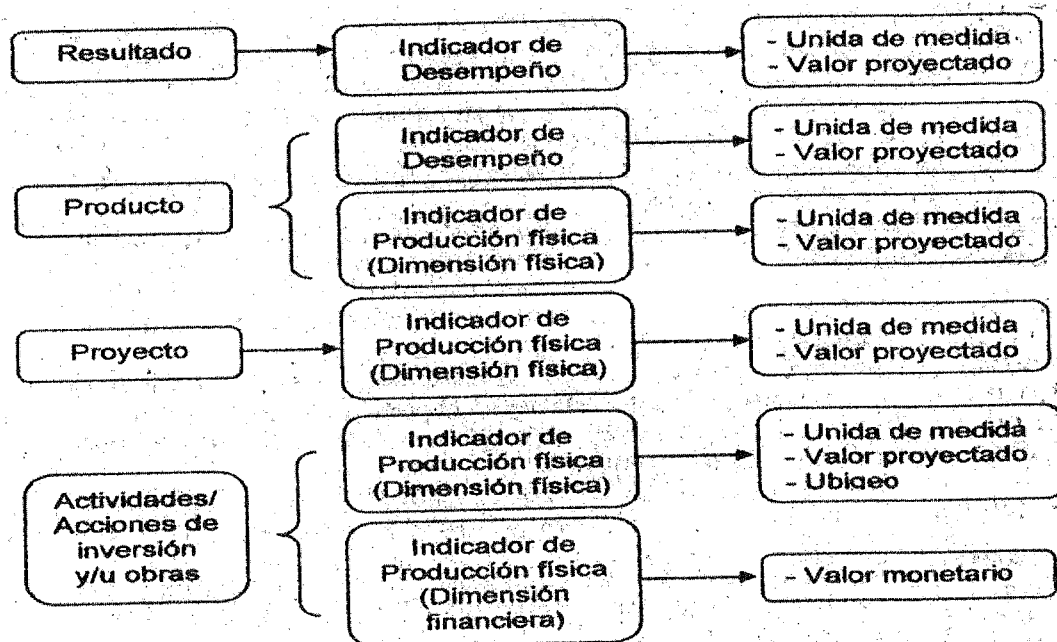 Resultado
Indicador de
Desempeño
- Unida de medida
- Valor proyectado
Producto
Indicador de
Desempeño
- Unida de medida
- Valor proyectado
Indicador de
Producción física
(Dimensión física)
- Unida de medida
- Valor proyectado
Proyecto
Indicador de
Producción física
(Dimensión física)
- Unida de medida
- Valor proyectado
Actividades/
Acciones de
inversión
y/u obras
Indicador de
Producción física
(Dimensión física)
- Unida de medida
- Valor proyectado
- Ubigeo
Indicador de
Producción física
(Dimensión
financiera)
- Valor monetario